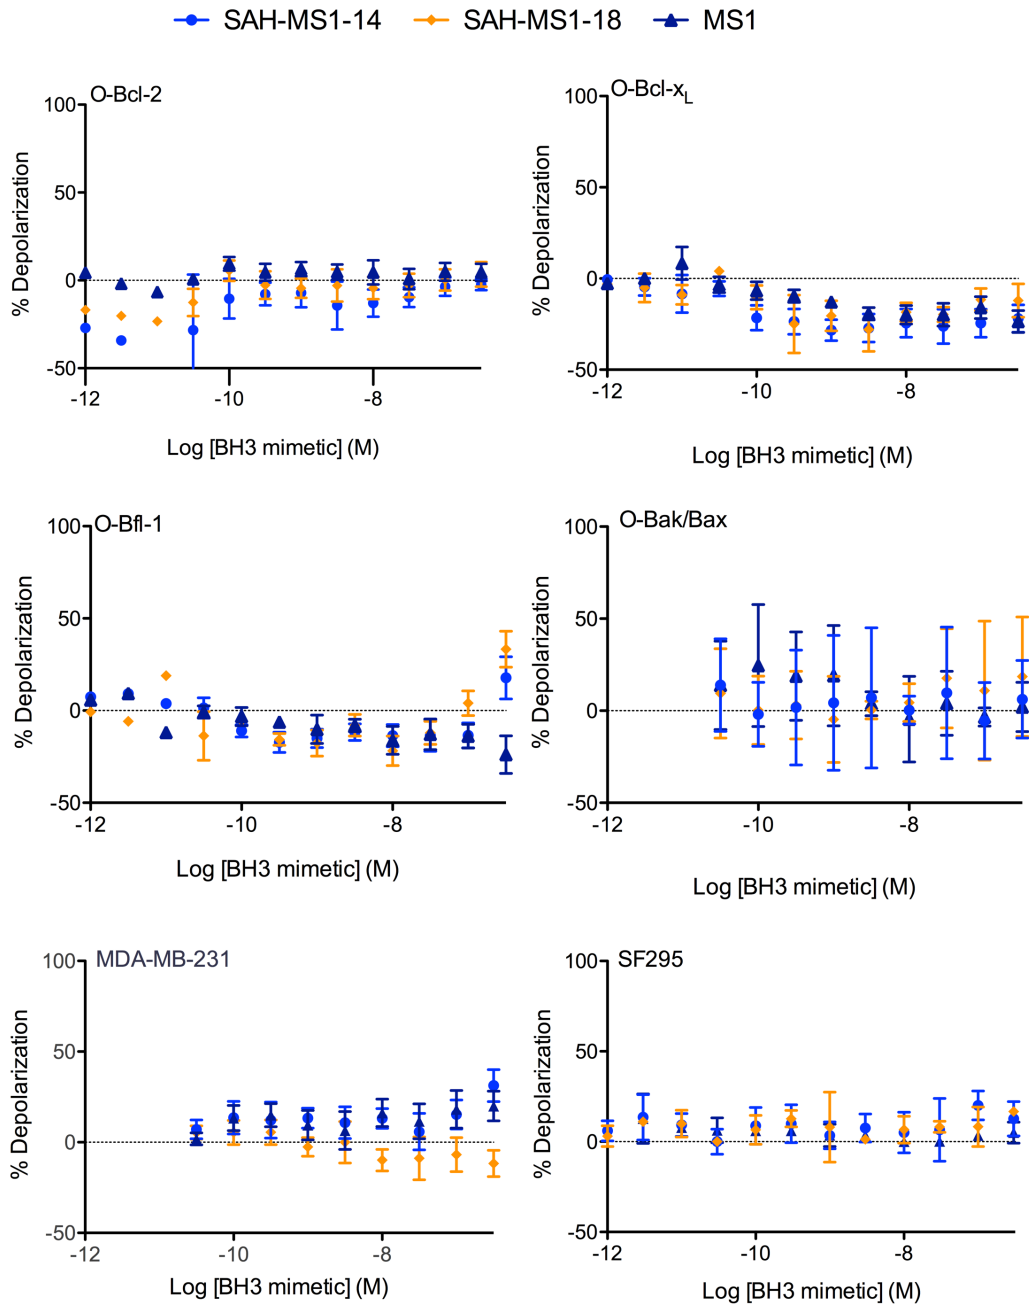 SAH-MS1-14 SAH-MS1-18 MS1
O-Bcl-2
100
50
0
-50
% Depolarization
-12 -10 -8
Log [BH3 mimetic] (M)
O-Bcl-xL
100
50
0
-50
% Depolarization
-12 -10 -8
Log [BH3 mimetic] (M)
O-Bfl-1
100
50
0
-50
% Depolarization
-12 -10 -8
Log [BH3 mimetic] (M)
O-Bak/Bax
100
50
0
-50
% Depolarization
-12 -10 -8
Log [BH3 mimetic] (M)
MDA-MB-231
100
50
0
-50
% Depolarization
-12 -10 -8
Log [BH3 mimetic] (M)
SF295
100
50
0
-50
% Depolarization
-12 -10 -8
Log [BH3 mimetic] (M)